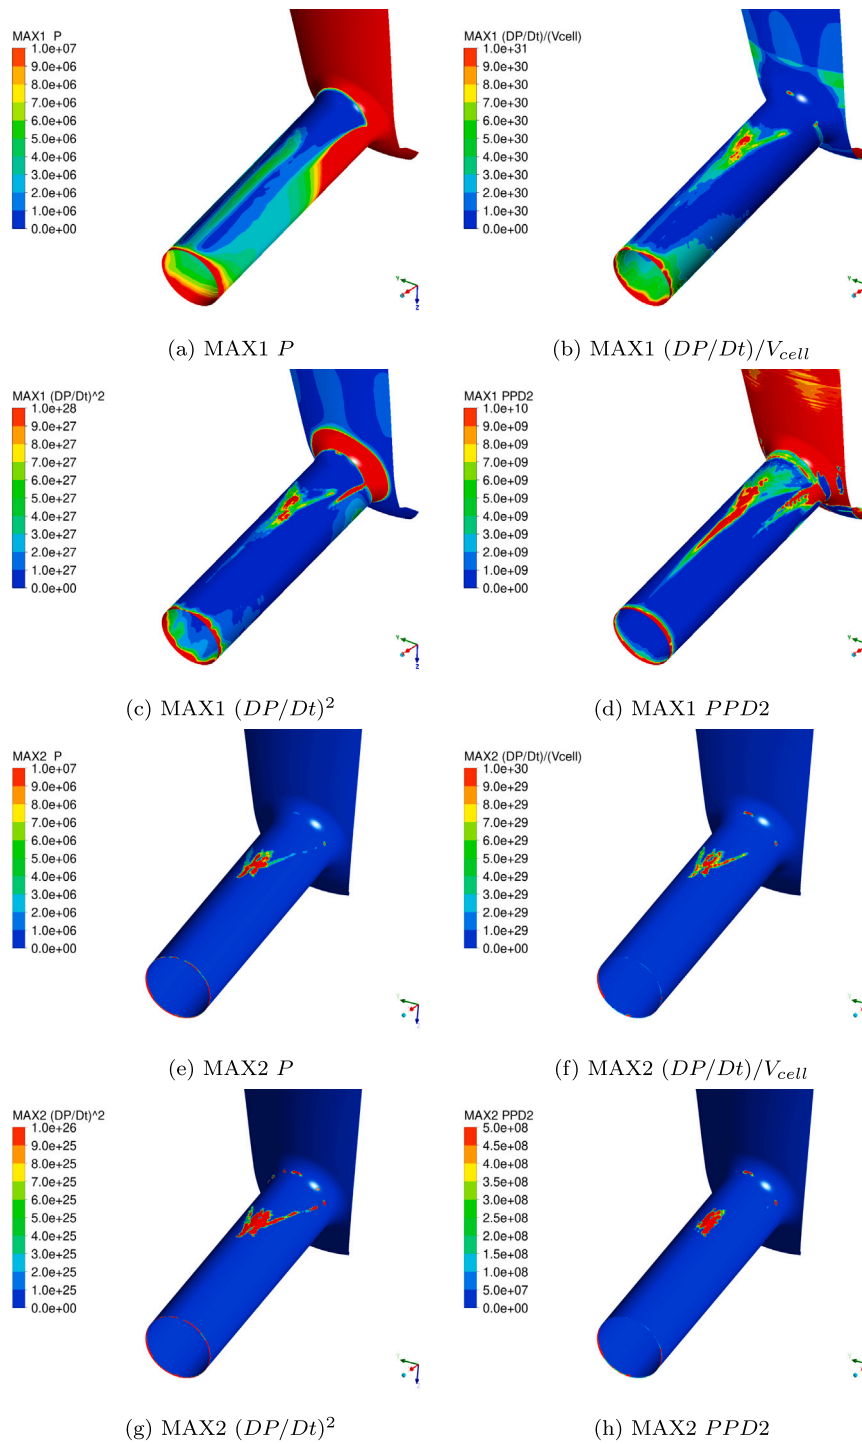 MAX1 P
1.0e+07
9.0e+06
8.0e+06
7.0e+06
6.0e+06
5.0e+06
4.0e+06
3.0e+06
2.0e+06
1.0e+06
0.0e+00
Y
Z
(a) MAX1 P
MAX1 (DP/Dt)/(Vcell)
1.0e+31
9.0e+30
8.0e+30
7.0e+30
6.0e+30
5.0e+30
4.0e+30
3.0e+30
2.0e+30
1.0e+30
0.0e+00
Y
Z
(b) MAX1 (DP/Dt)/Vcell
MAX1 (DP/Dt)^2
1.0e+28
9.0e+27
8.0e+27
7.0e+27
6.0e+27
5.0e+27
4.0e+27
3.0e+27
2.0e+27
1.0e+27
0.0e+00
Y
Z
(c) MAX1 (DP/Dt)²
MAX1 PPD2
1.0e+10
9.0e+09
8.0e+09
7.0e+09
6.0e+09
5.0e+09
4.0e+09
3.0e+09
2.0e+09
1.0e+09
0.0e+00
Y
Z
(d) MAX1 PPD2
MAX2 P
1.0e+07
9.0e+06
8.0e+06
7.0e+06
6.0e+06
5.0e+06
4.0e+06
3.0e+06
2.0e+06
1.0e+06
0.0e+00
(e) MAX2 P
MAX2 (DP/Dt)/(Vcell)
1.0e+30
9.0e+29
8.0e+29
7.0e+29
6.0e+29
5.0e+29
4.0e+29
3.0e+29
2.0e+29
1.0e+29
0.0e+00
(f) MAX2 (DP/Dt)/Vcell
MAX2 (DP/Dt)^2
1.0e+26
9.0e+25
8.0e+25
7.0e+25
6.0e+25
5.0e+25
4.0e+25
3.0e+25
2.0e+25
1.0e+25
0.0e+00
(g) MAX2 (DP/Dt)²
MAX2 PPD2
5.0e+08
4.5e+08
4.0e+08
3.5e+08
3.0e+08
2.5e+08
2.0e+08
1.5e+08
1.0e+08
5.0e+07
0.0e+00
(h) MAX2 PPD2